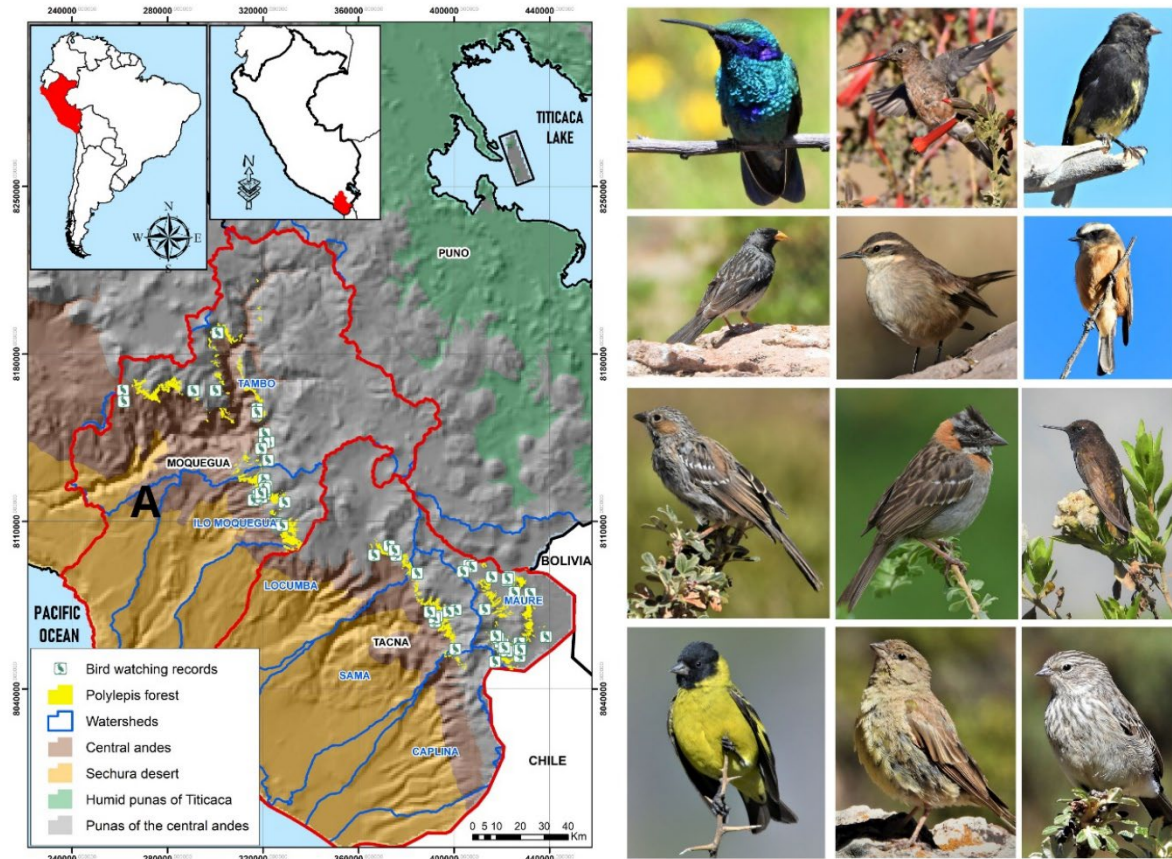 240000
280000
320000
360000
400000
440000
N
W
E
S
N
TITICACA
LAKE
PUNO
8250000
8250000
8180000
8180000
TAMBO
MOQUEGUA
A
ILO MOQUEGUA
8110000
8110000
BOLIVIA
LOCUMBA
MAURE
PACIFIC
OCEAN
TACNA
SAMA
8040000
8040000
CAPLINA
CHILE
Bird watching records
Polylepis forest
Watersheds
Central andes
Sechura desert
Humid punas of Titicaca
Punas of the central andes
0 5 10 20 30 40
Km
240000
280000
320000
360000
400000
440000